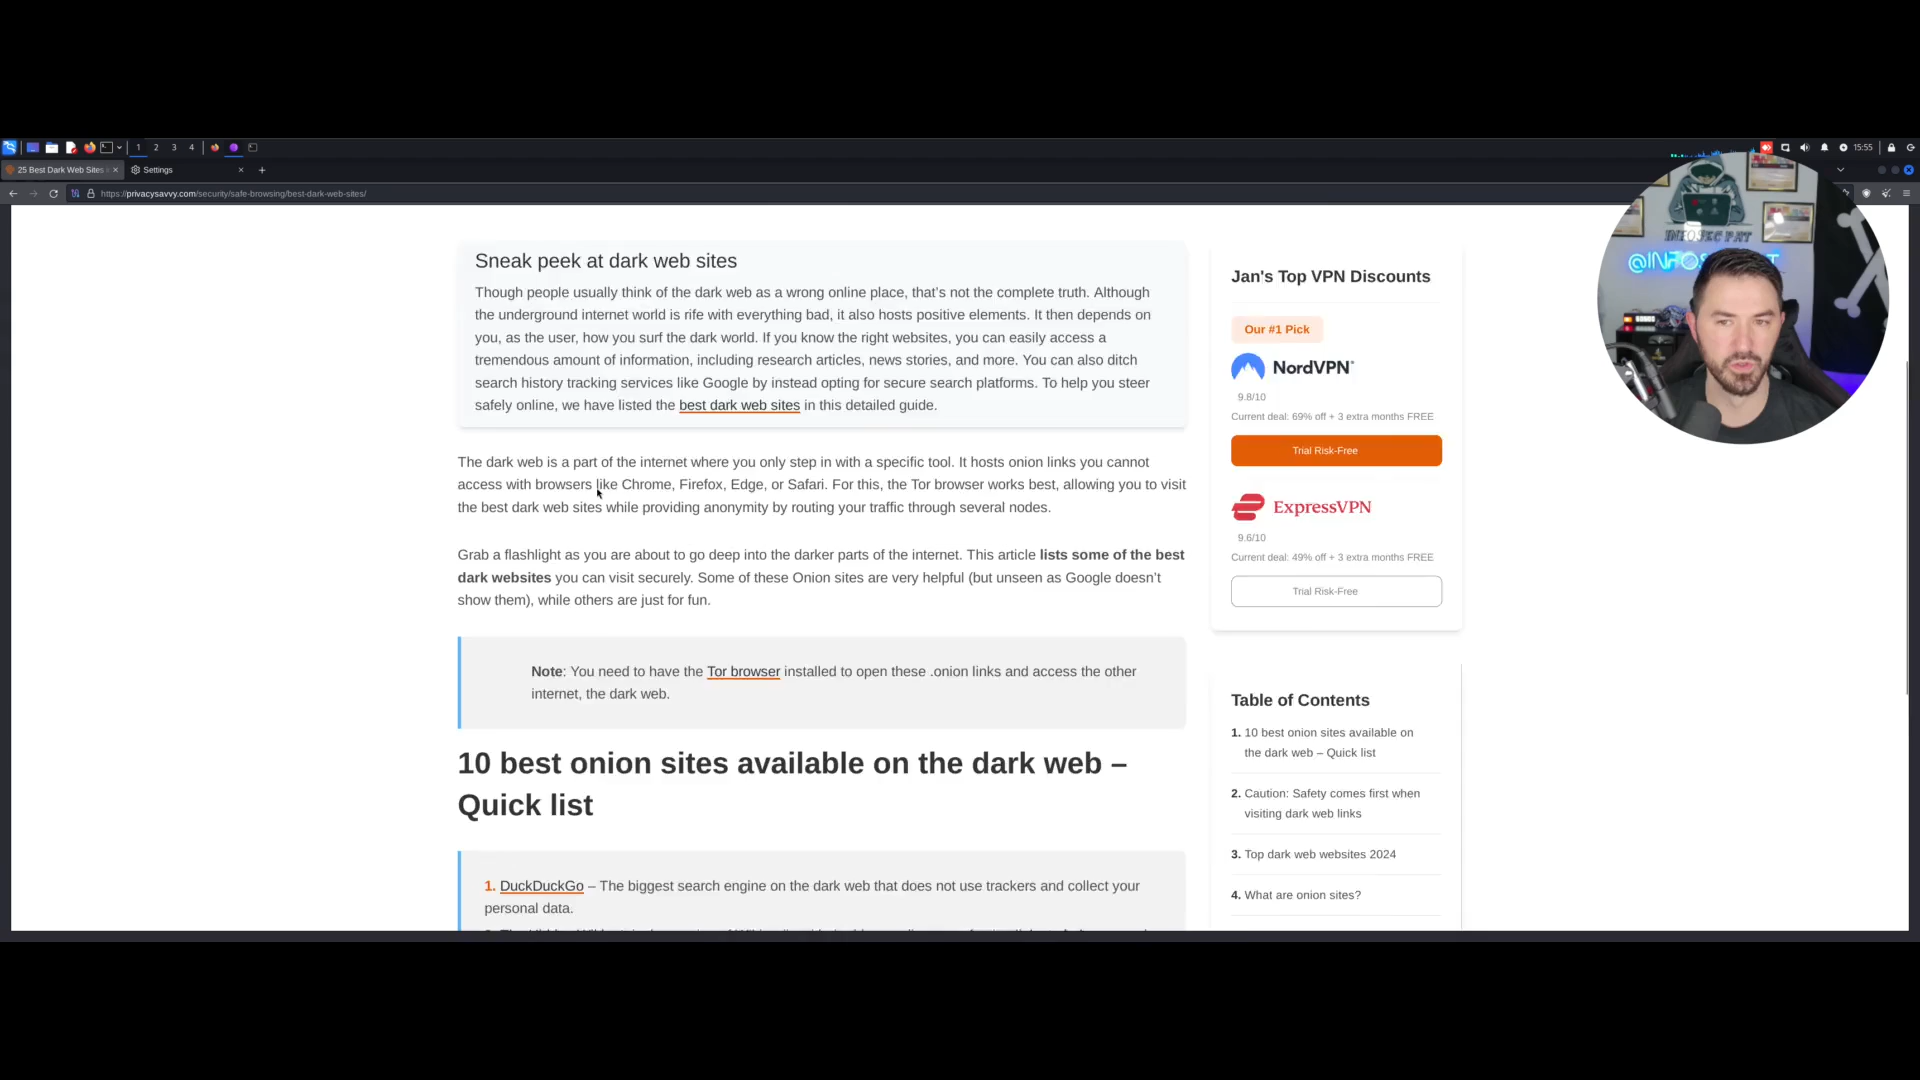 1 2 3 4
15:55
25 Best Dark Web Sites
Settings
https://privacysavvy.com/security/safe-browsing/best-dark-web-sites/
Sneak peek at dark web sites
Though people usually think of the dark web as a wrong online place, that's not the complete truth. Although
the underground internet world is rife with everything bad, it also hosts positive elements. It then depends on
you, as the user, how you surf the dark world. If you know the right websites, you can easily access a
tremendous amount of information, including research articles, news stories, and more. You can also ditch
search history tracking services like Google by instead opting for secure search platforms. To help you steer
safely online, we have listed the best dark web sites in this detailed guide.
The dark web is a part of the internet where you only step in with a specific tool. It hosts onion links you cannot
access with browsers like Chrome, Firefox, Edge, or Safari. For this, the Tor browser works best, allowing you to visit
the best dark web sites while providing anonymity by routing your traffic through several nodes.
Grab a flashlight as you are about to go deep into the darker parts of the internet. This article lists some of the best
dark websites you can visit securely. Some of these Onion sites are very helpful (but unseen as Google doesn't
show them), while others are just for fun.
Note: You need to have the Tor browser installed to open these .onion links and access the other
internet, the dark web.
10 best onion sites available on the dark web –
Quick list
1. DuckDuckGo – The biggest search engine on the dark web that does not use trackers and collect your
personal data.
Jan's Top VPN Discounts
Our #1 Pick
NordVPN
9.8/10
Current deal: 69% off + 3 extra months FREE
Trial Risk-Free
ExpressVPN
9.6/10
Current deal: 49% off + 3 extra months FREE
Trial Risk-Free
Table of Contents
1. 10 best onion sites available on
the dark web – Quick list
2. Caution: Safety comes first when
visiting dark web links
3. Top dark web websites 2024
4. What are onion sites?
INFOSEC PAT